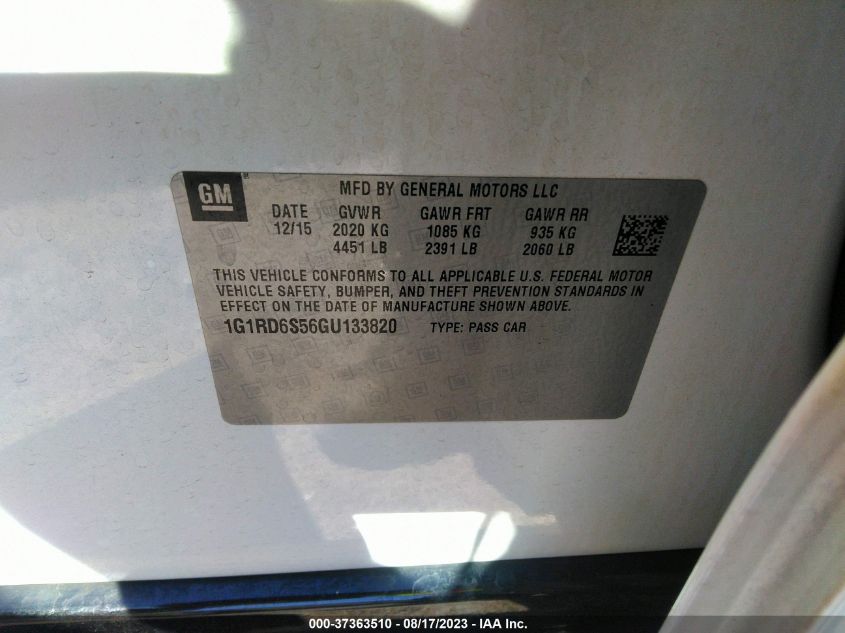 GM
MFD BY GENERAL MOTORS LLC
DATE GVWR GAWR FRT GAWR RR
12/15 2020 KG 1085 KG 935 KG
4451 LB 2391 LB 2060 LB
THIS VEHICLE CONFORMS TO ALL APPLICABLE U.S. FEDERAL MOTOR
VEHICLE SAFETY, BUMPER, AND THEFT PREVENTION STANDARDS IN
EFFECT ON THE DATE OF MANUFACTURE SHOWN ABOVE.
1G1RD6S56GU133820 TYPE: PASS CAR
000-37363510 - 08/17/2023 - IAA Inc.